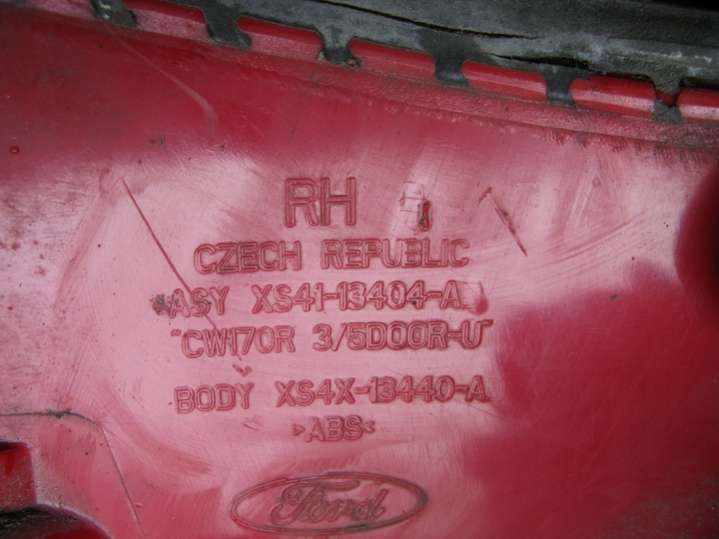 RH
CZECH REPUBLIC
ASY XS41-13404-A
"CW170R 3/5DOOR-U"
BODY XS4X-13440-A
>ABS<
Ford